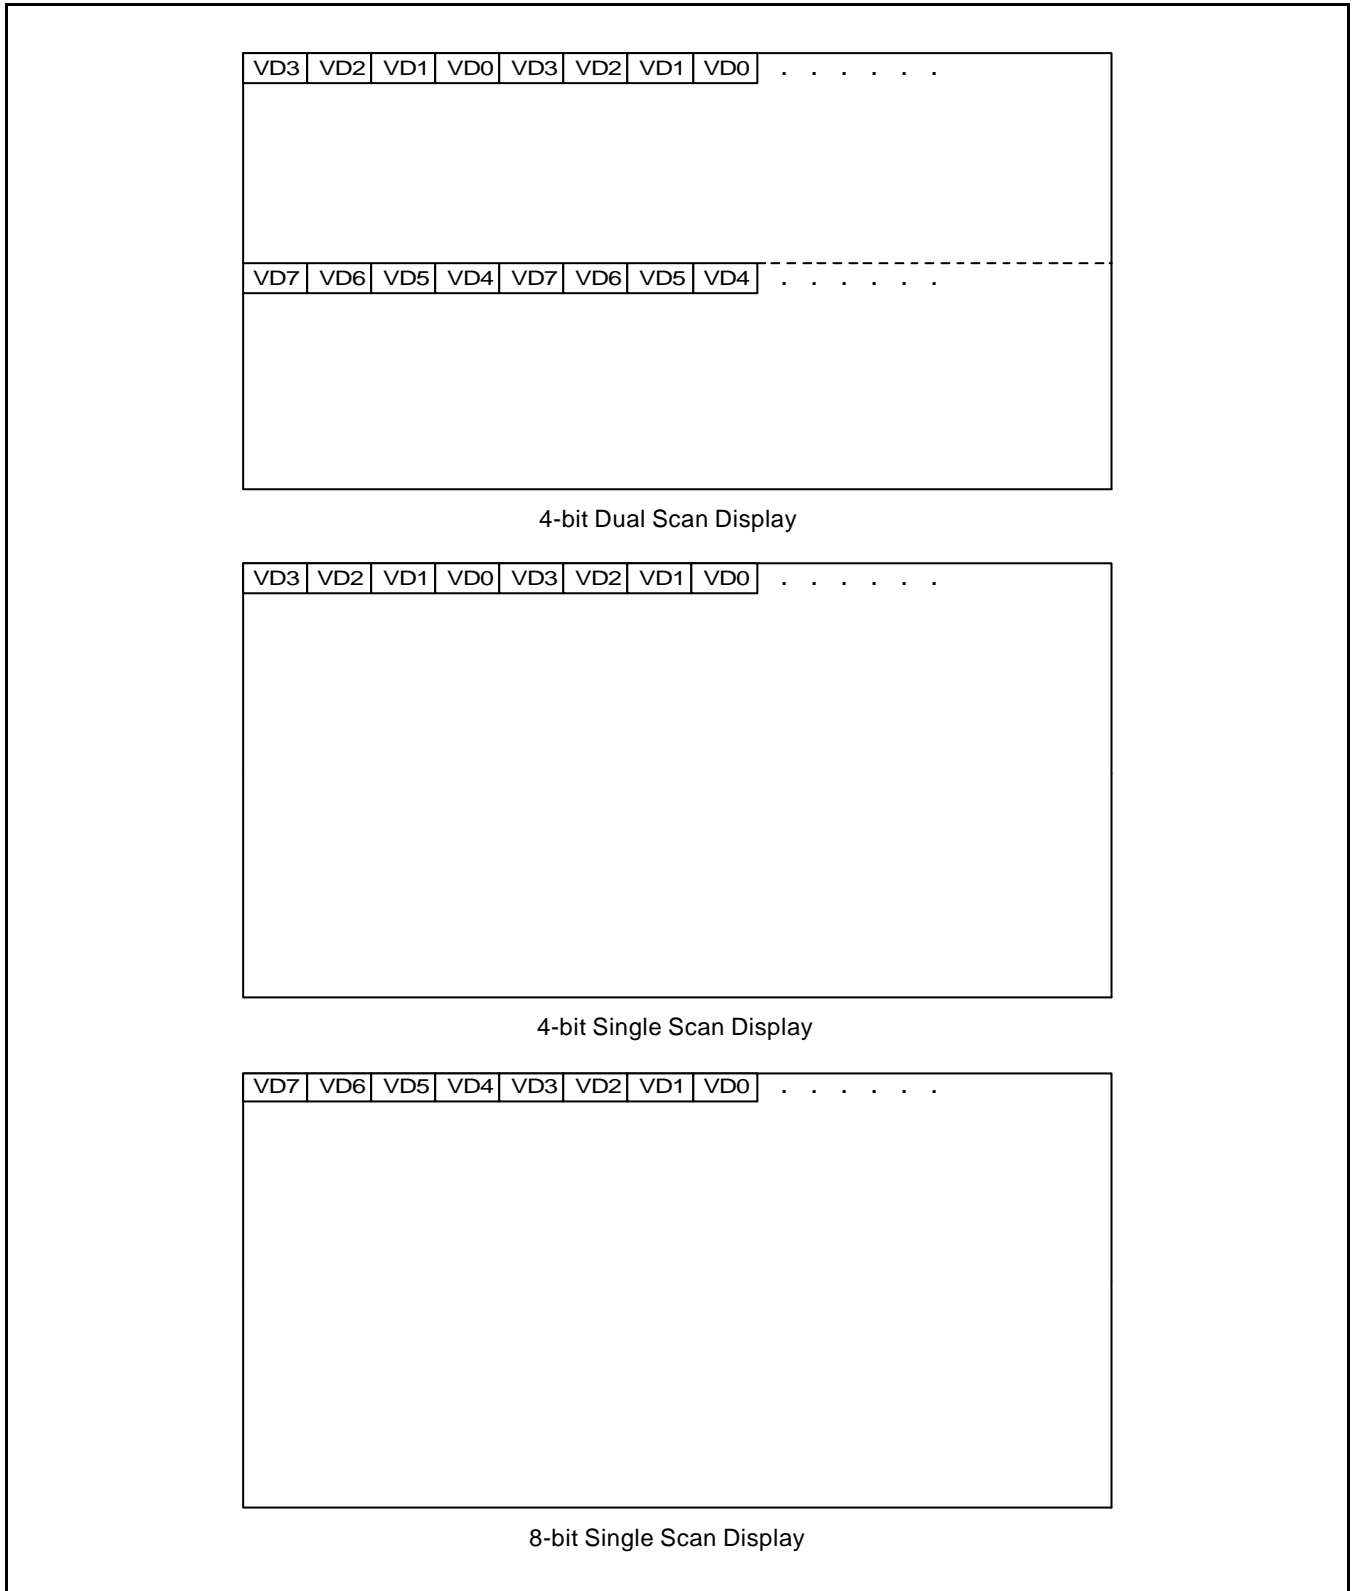 VD3 VD2 VD1 VD0 VD3 VD2 VD1 VD0 . . . . . .
VD7 VD6 VD5 VD4 VD7 VD6 VD5 VD4 . . . . . .
4-bit Dual Scan Display
VD3 VD2 VD1 VD0 VD3 VD2 VD1 VD0 . . . . . .
4-bit Single Scan Display
VD7 VD6 VD5 VD4 VD3 VD2 VD1 VD0 . . . . . .
8-bit Single Scan Display